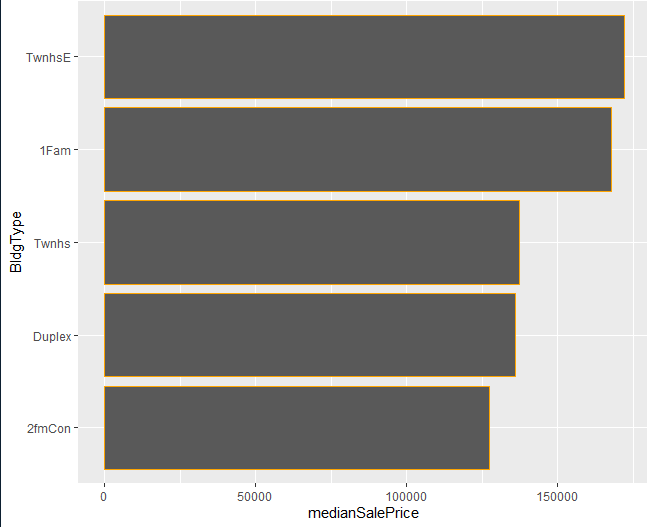 TwnhsE
1Fam
Twnhs
Duplex
2fmCon
BldgType
0 50000 100000 150000
medianSalePrice